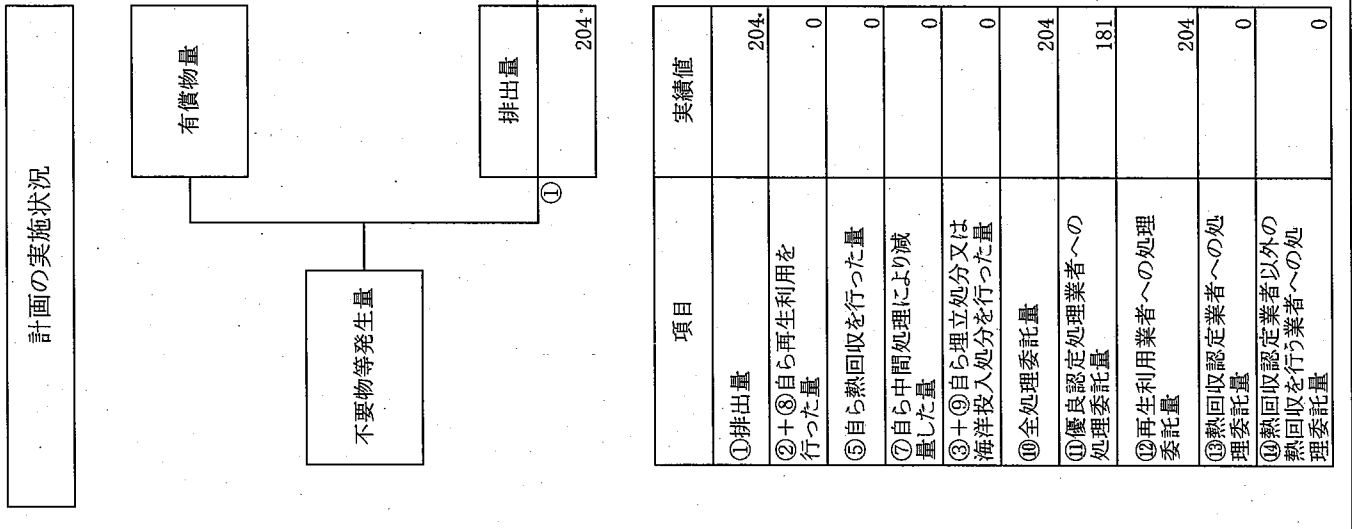 計画の実施状況
有償物量
不要物等発生量
排出量
①
204
項目 実績値
①排出量 204
②+⑧自ら再生利用を
行った量 0
⑤自ら熱回収を行った量 0
⑦自ら中間処理により減
量した量 0
③+⑨自ら埋立処分又は
海洋投入処分を行った量 0
⑩全処理委託量 204
⑪優良認定処理業者への
処理委託量 181
⑫再生利用業者への処理
委託量 204
⑬熱回収認定業者への処
理委託量 0
⑭熱回収認定業者以外の
熱回収を行う業者への処
理委託量 0